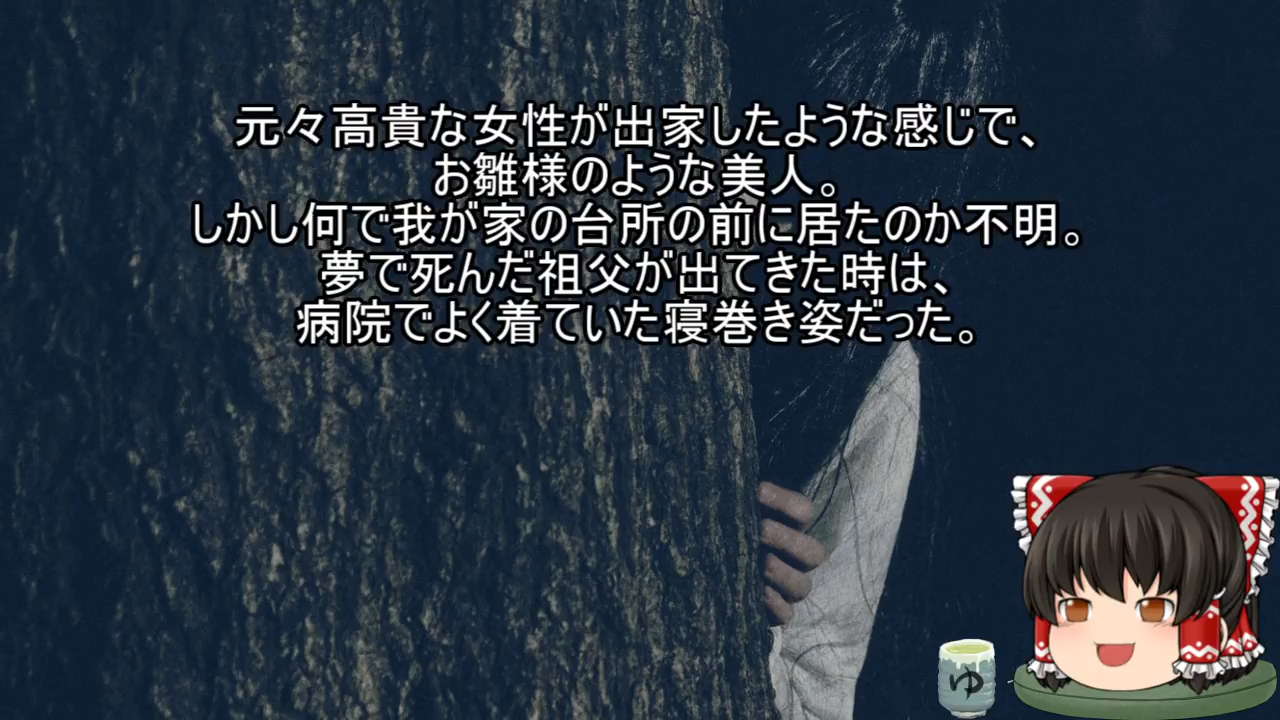 元々高貴な女性が出家したような感じで、
お雛様のような美人。
しかし何で我が家の台所の前に居たのか不明。
夢で死んだ祖父が出てきた時は、
病院でよく着ていた寝巻き姿だった。
ゆ